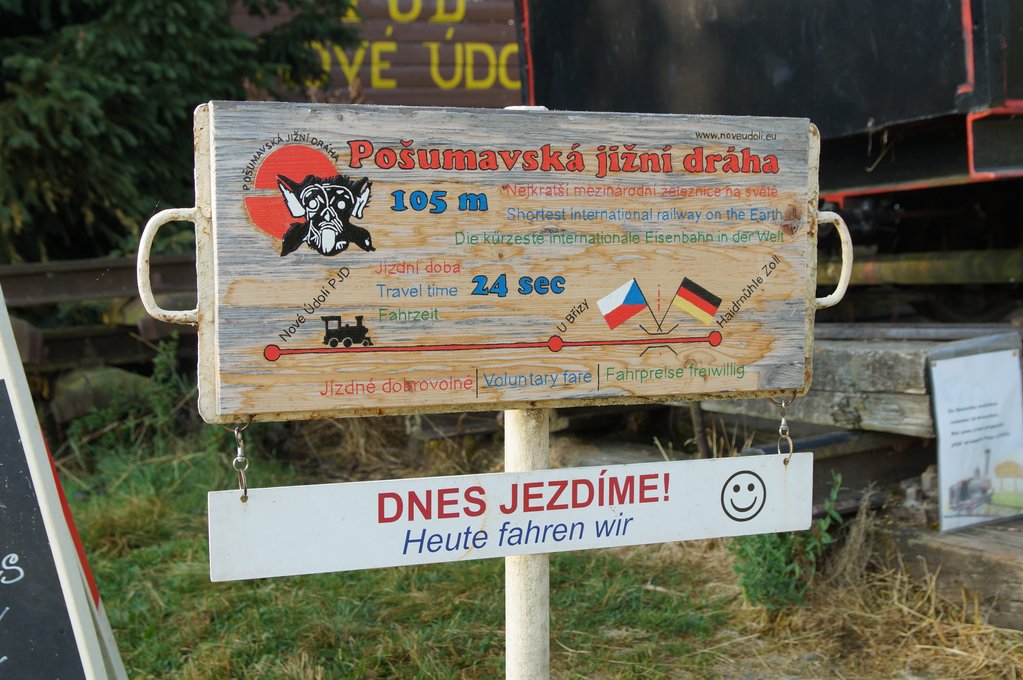 NOVÉ ÚDO
www.noveudoli.eu
POŠUMAVSKÁ JIŽNÍ DRÁHA
Pošumavská jižní dráha
105 m
Nejkratší mezinárodní železnice na světě
Shortest international railway on the Earth
Die kürzeste internationale Eisenbahn in der Welt
Jízdní doba
Travel time
Fahrzeit
24 sec
Nové Údolí PJD
U Břízy
Haidmühle Zoll
Jízdné dobrovolné | Voluntary fare | Fahrpreise freiwillig
DNES JEZDÍME!
Heute fahren wir